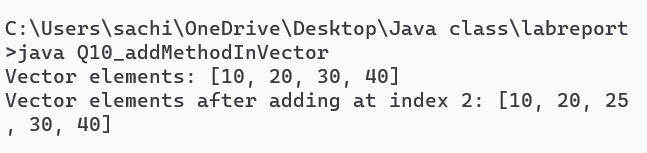 C:\Users\sachi\OneDrive\Desktop\Java class\labreport
>java Q10_addMethodInVector
Vector elements: [10, 20, 30, 40]
Vector elements after adding at index 2: [10, 20, 25
, 30, 40]